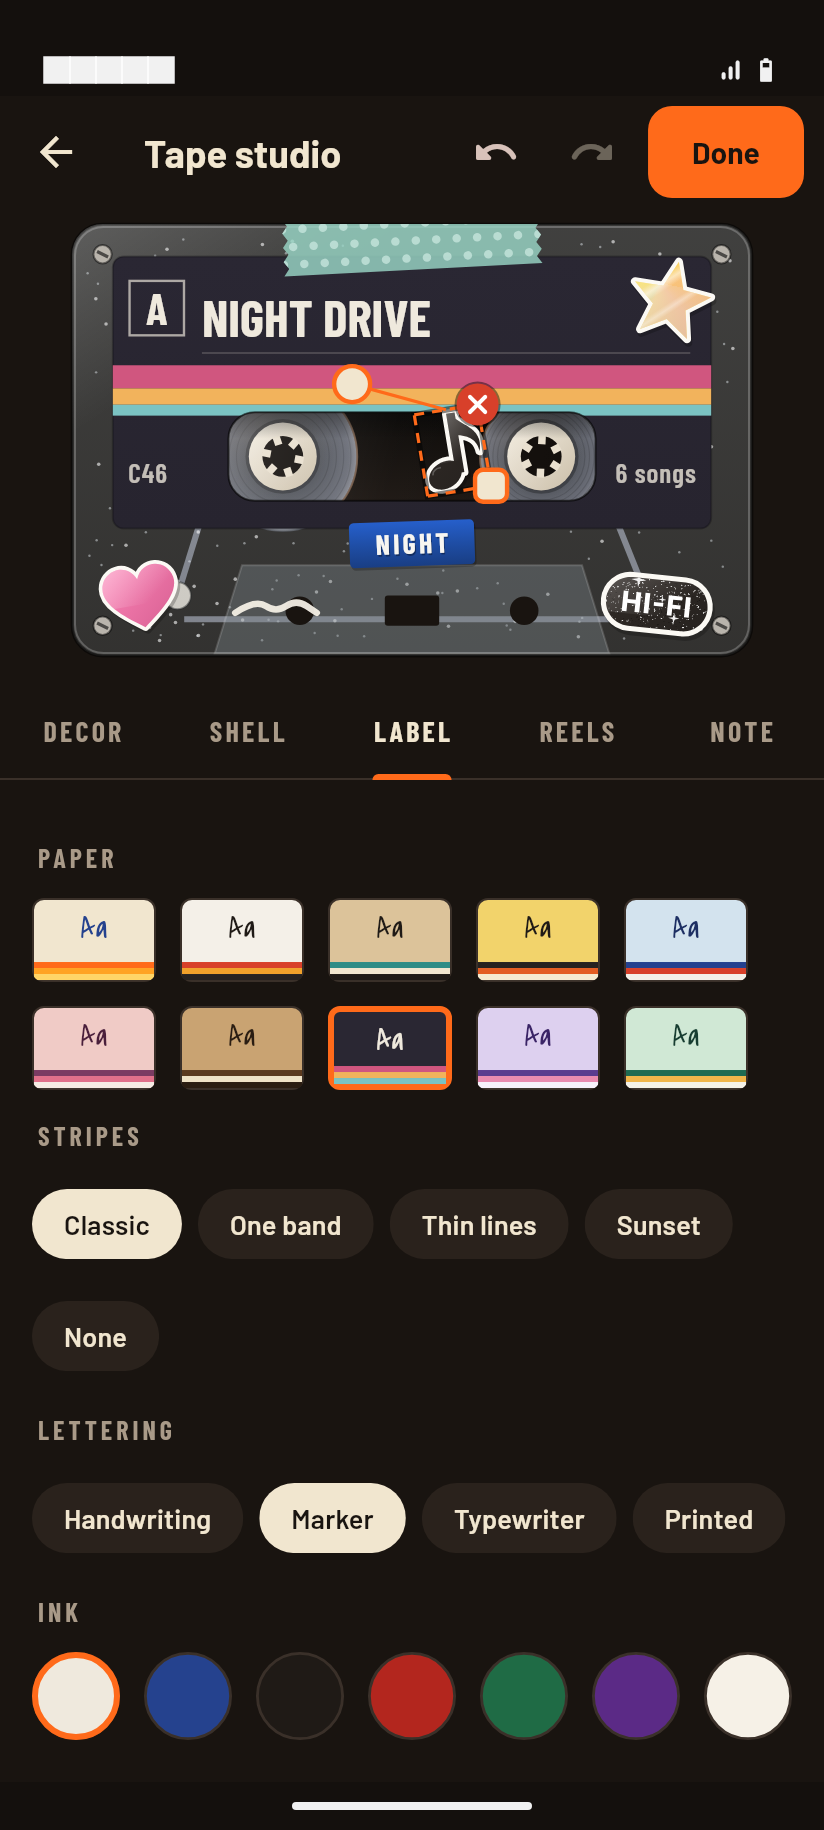 Tape studio
Done
A
NIGHT DRIVE
C46
6 songs
NIGHT
HI-FI
DECOR SHELL LABEL REELS NOTE
PAPER
Aa Aa Aa Aa Aa
Aa Aa Aa Aa Aa
STRIPES
Classic One band Thin lines Sunset
None
LETTERING
Handwriting Marker Typewriter Printed
INK